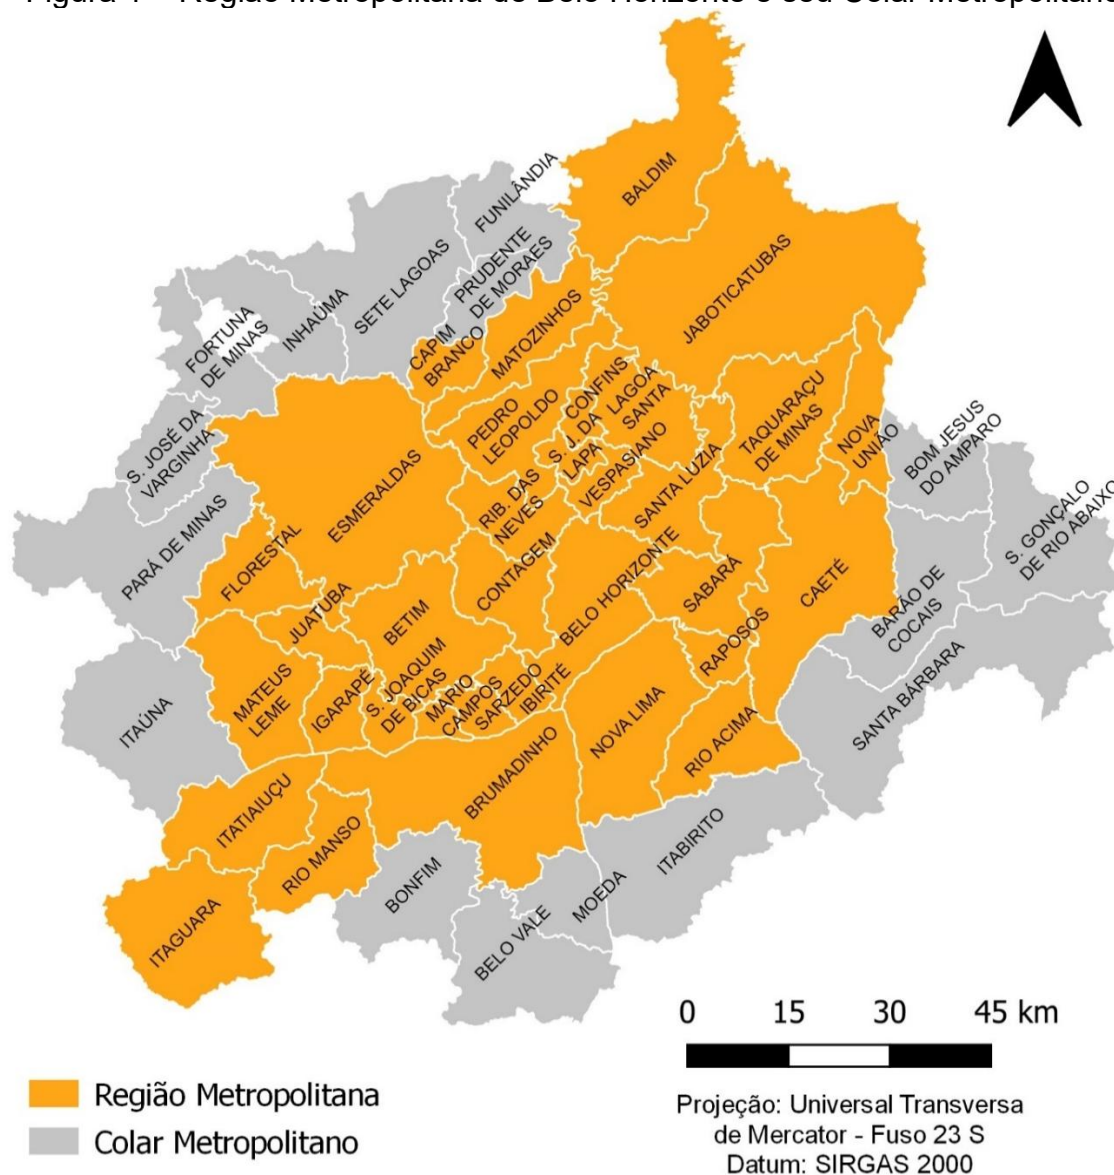 Figura 1 – Região Metropolitana de Belo Horizonte e seu Colar Metropolitano
BALDIM
FUNILÂNDIA
PRUDENTE
DE MORAES
JABOTICATUBAS
SETE LAGOAS
INHAÚMA
FORTUNA
DE MINAS
CAPIM
BRANCO
MATOZINHOS
S. JOSÉ DA
VARGINHA
PEDRO
LEOPOLDO
CONFINS
LAGOA
SANTA
S. J. DA
LAPA
TAQUARAÇU
DE MINAS
NOVA
UNIÃO
BOM JESUS
DO AMPARO
S. GONÇALO
DE RIO ABAIXO
PARÁ DE MINAS
ESMERALDAS
RIB. DAS
NEVES
VESPASIANO
SANTA LUZIA
FLORESTAL
JUATUBA
BETIM
CONTAGEM
BELO HORIZONTE
SABARÁ
CAETÉ
BARÃO DE
COCAIS
SANTA BÁRBARA
ITAÚNA
MATEUS
LEME
IGARAPÉ
S. JOAQUIM
DE BICAS
MARIO
CAMPOS
SARZEDO
IBIRITÉ
RAPOSOS
NOVA LIMA
RIO ACIMA
BRUMADINHO
ITATIAIUÇU
RIO MANSO
ITAGUARA
BONFIM
BELO VALE
MOEDA
ITABIRITO
0 15 30 45 km
Região Metropolitana
Colar Metropolitano
Projeção: Universal Transversa
de Mercator - Fuso 23 S
Datum: SIRGAS 2000